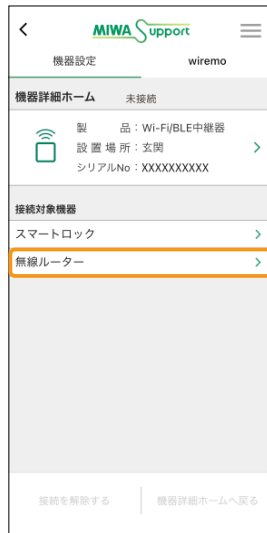 MIWA Support
機器設定 wiremo
機器詳細ホーム 未接続
製品：Wi-Fi/BLE中継器
設置場所：玄関
シリアルNo：XXXXXXXXXX
接続対象機器
スマートロック
無線ルーター
接続を解除する 機器詳細ホームへ戻る